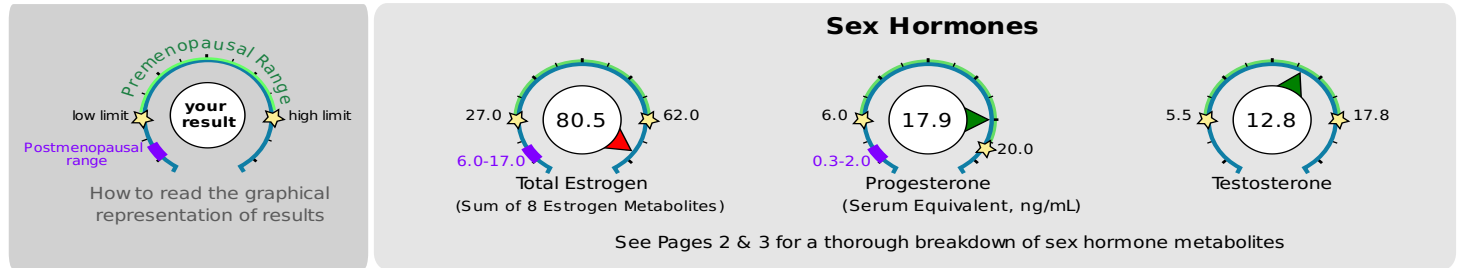 Premenopausal Range
your
result
low limit
high limit
Postmenopausal
range
How to read the graphical
representation of results
Sex Hormones
27.0
80.5
62.0
6.0-17.0
Total Estrogen
(Sum of 8 Estrogen Metabolites)
6.0
17.9
20.0
0.3-2.0
Progesterone
(Serum Equivalent, ng/mL)
5.5
12.8
17.8
Testosterone
See Pages 2 & 3 for a thorough breakdown of sex hormone metabolites